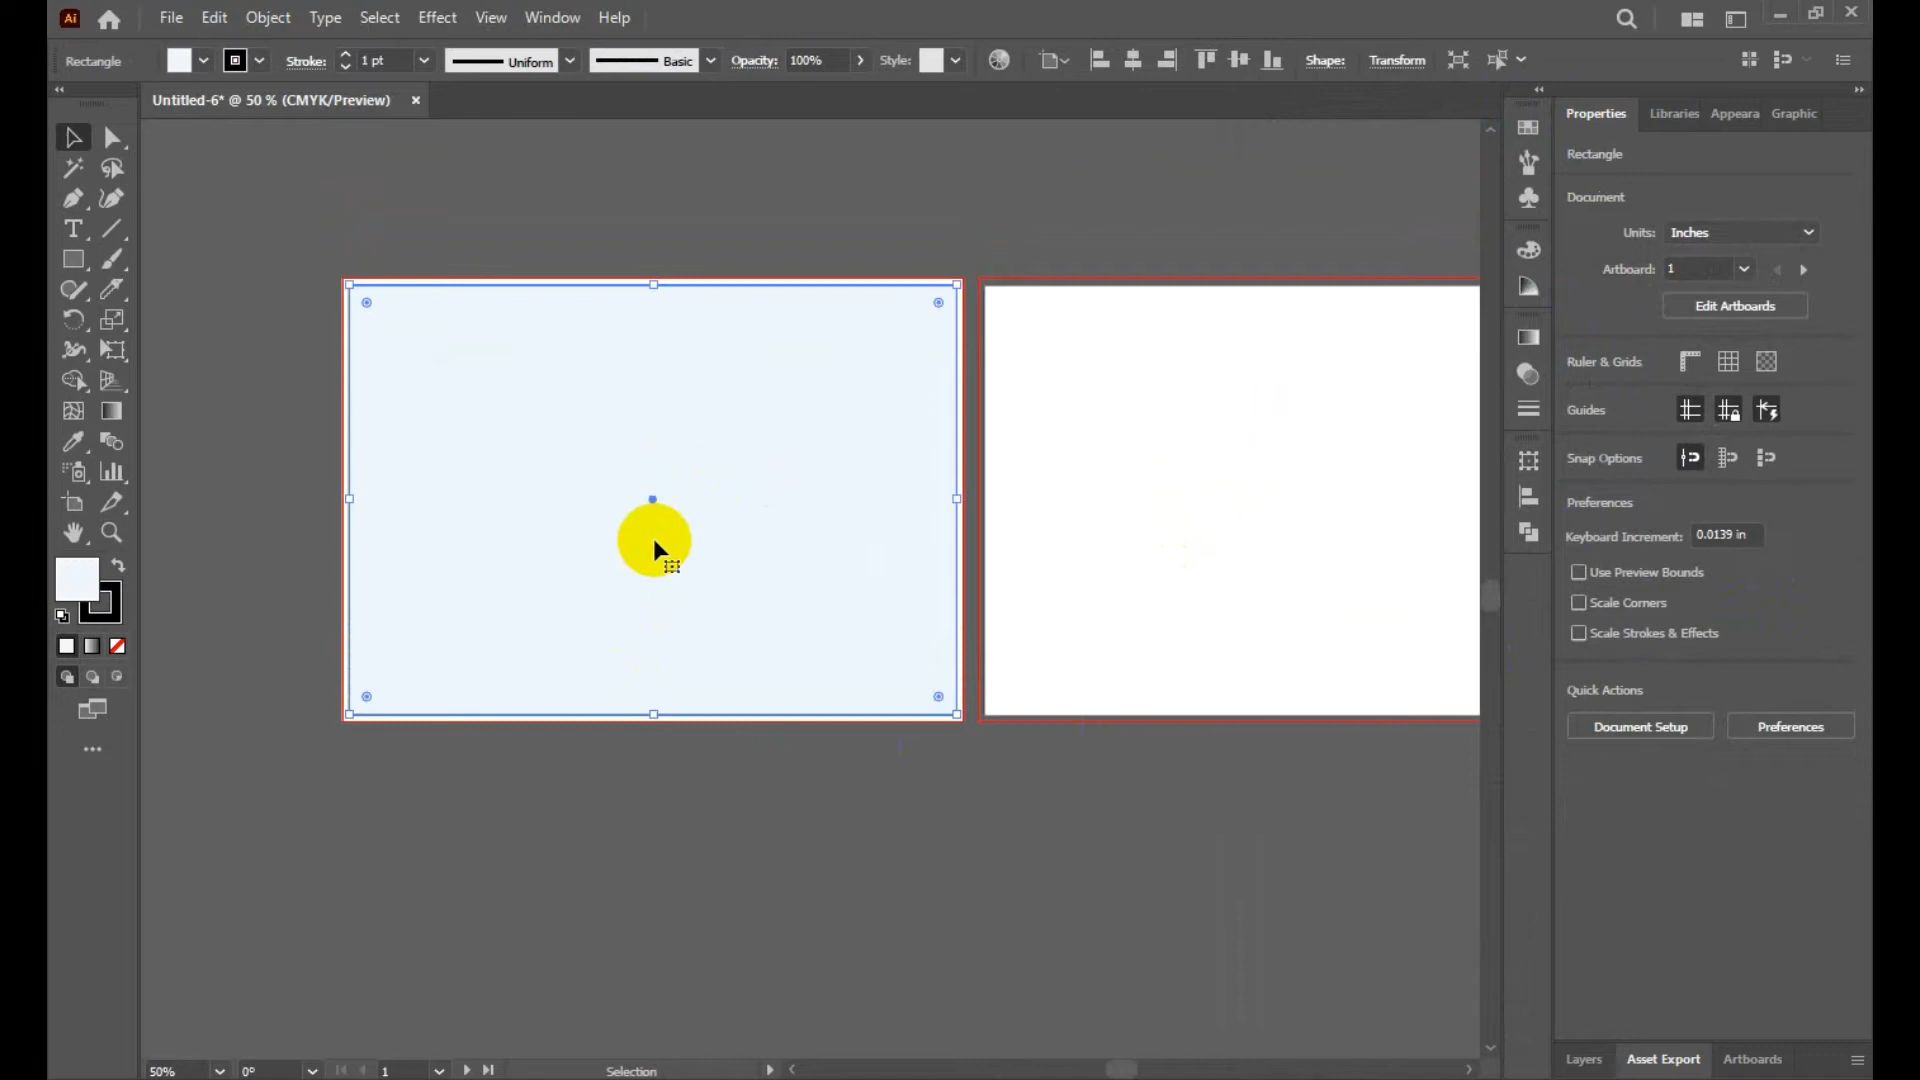 Ai File Edit Object Type Select Effect View Window Help
Rectangle Stroke: 1 pt Uniform Basic Opacity: 100% Style: Shape: Transform
Untitled-6* @ 50 % (CMYK/Preview) ×
Properties Libraries Appeara Graphic
Rectangle
Document
Units: Inches
Artboard: 1
Edit Artboards
Ruler & Grids
Guides
Snap Options
Preferences
Keyboard Increment: 0.0139 in
Use Preview Bounds
Scale Corners
Scale Strokes & Effects
Quick Actions
Document Setup Preferences
Layers Asset Export Artboards
50% 0° 1 Selection